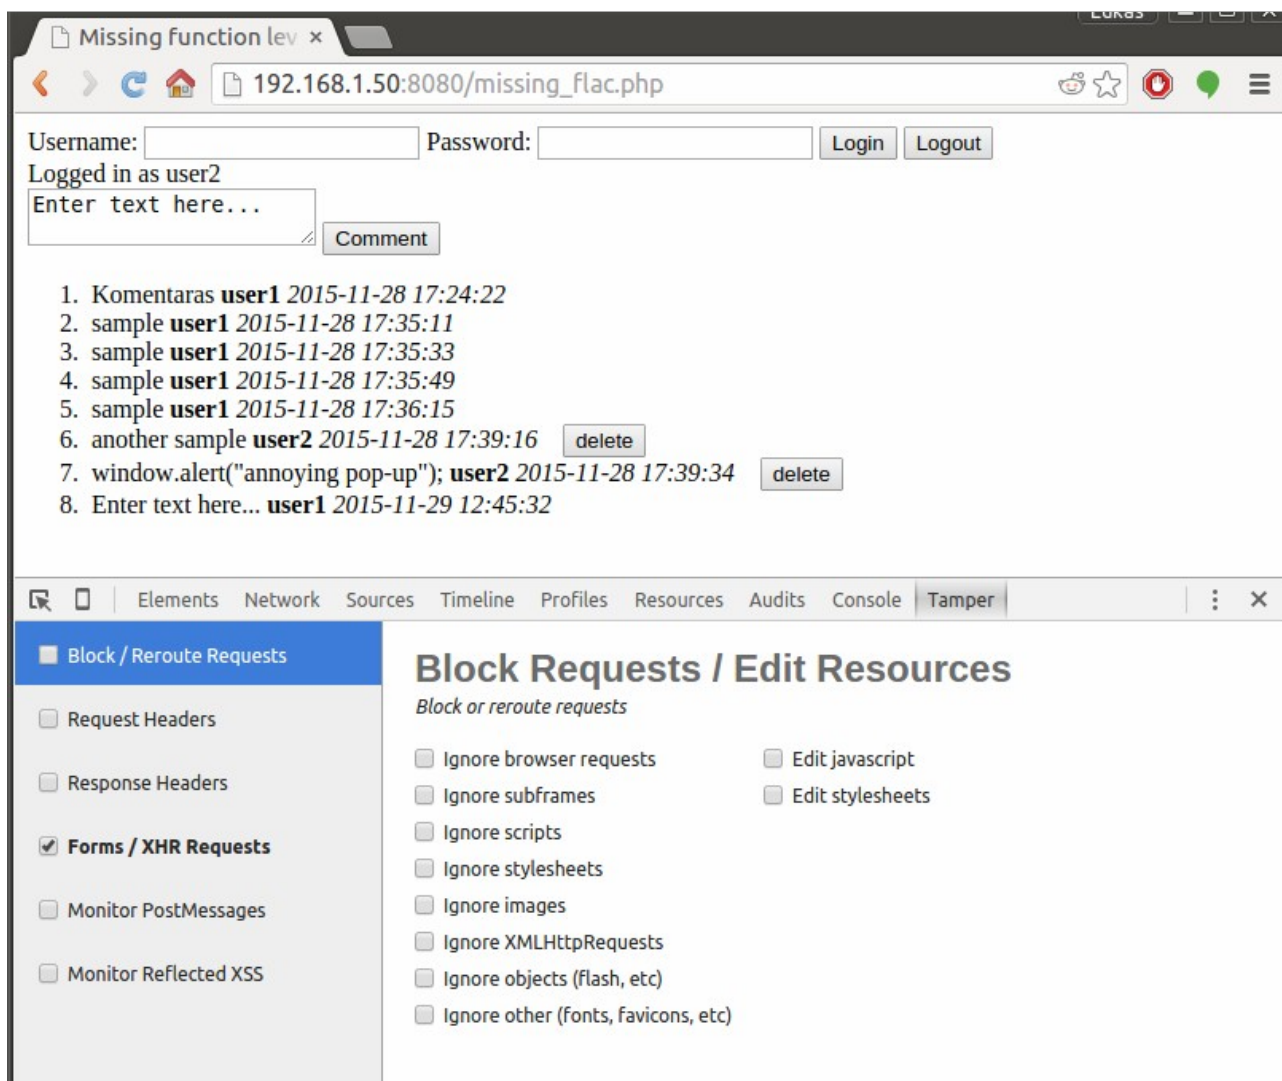 Lukas
Missing function lev ×
192.168.1.50:8080/missing_flac.php
Username: Password: Login Logout
Logged in as user2
Enter text here...
Comment
1. Komentaras user1 2015-11-28 17:24:22
2. sample user1 2015-11-28 17:35:11
3. sample user1 2015-11-28 17:35:33
4. sample user1 2015-11-28 17:35:49
5. sample user1 2015-11-28 17:36:15
6. another sample user2 2015-11-28 17:39:16 delete
7. window.alert("annoying pop-up"); user2 2015-11-28 17:39:34 delete
8. Enter text here... user1 2015-11-29 12:45:32
Elements Network Sources Timeline Profiles Resources Audits Console Tamper
Block / Reroute Requests
Request Headers
Response Headers
Forms / XHR Requests
Monitor PostMessages
Monitor Reflected XSS
Block Requests / Edit Resources
Block or reroute requests
Ignore browser requests Edit javascript
Ignore subframes Edit stylesheets
Ignore scripts
Ignore stylesheets
Ignore images
Ignore XMLHttpRequests
Ignore objects (flash, etc)
Ignore other (fonts, favicons, etc)